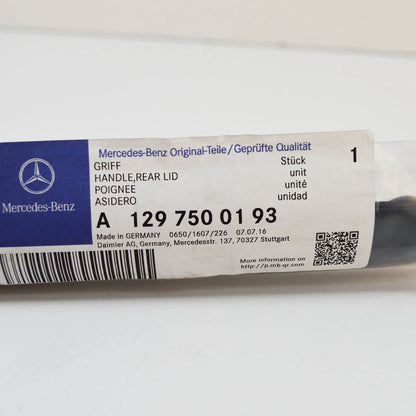 Mercedes-Benz
Mercedes-Benz Original-Teile/Geprüfte Qualität
GRIFF
HANDLE,REAR LID
POIGNEE
ASIDERO
Stück
unit
unité
unidad
1
A 129 750 01 93
Made in GERMANY 0650/1607/226 07.07.16
Daimler AG, Germany, Mercedesstr. 137, 70327 Stuttgart
More information on
http://p.mb-qr.com